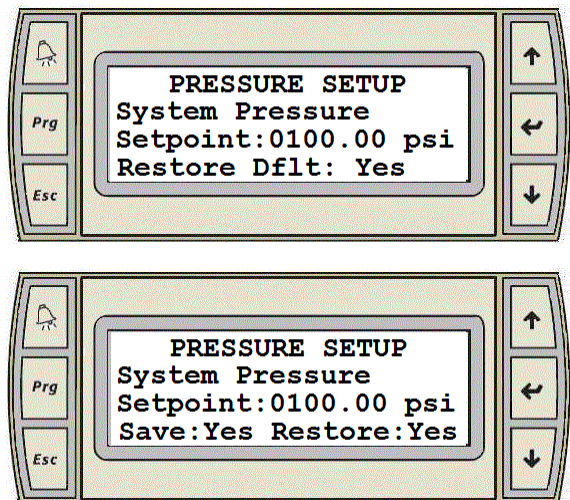 PRESSURE SETUP
System Pressure
Setpoint:0100.00 psi
Restore Dflt: Yes
Prg
Esc
PRESSURE SETUP
System Pressure
Setpoint:0100.00 psi
Save:Yes Restore:Yes
Prg
Esc